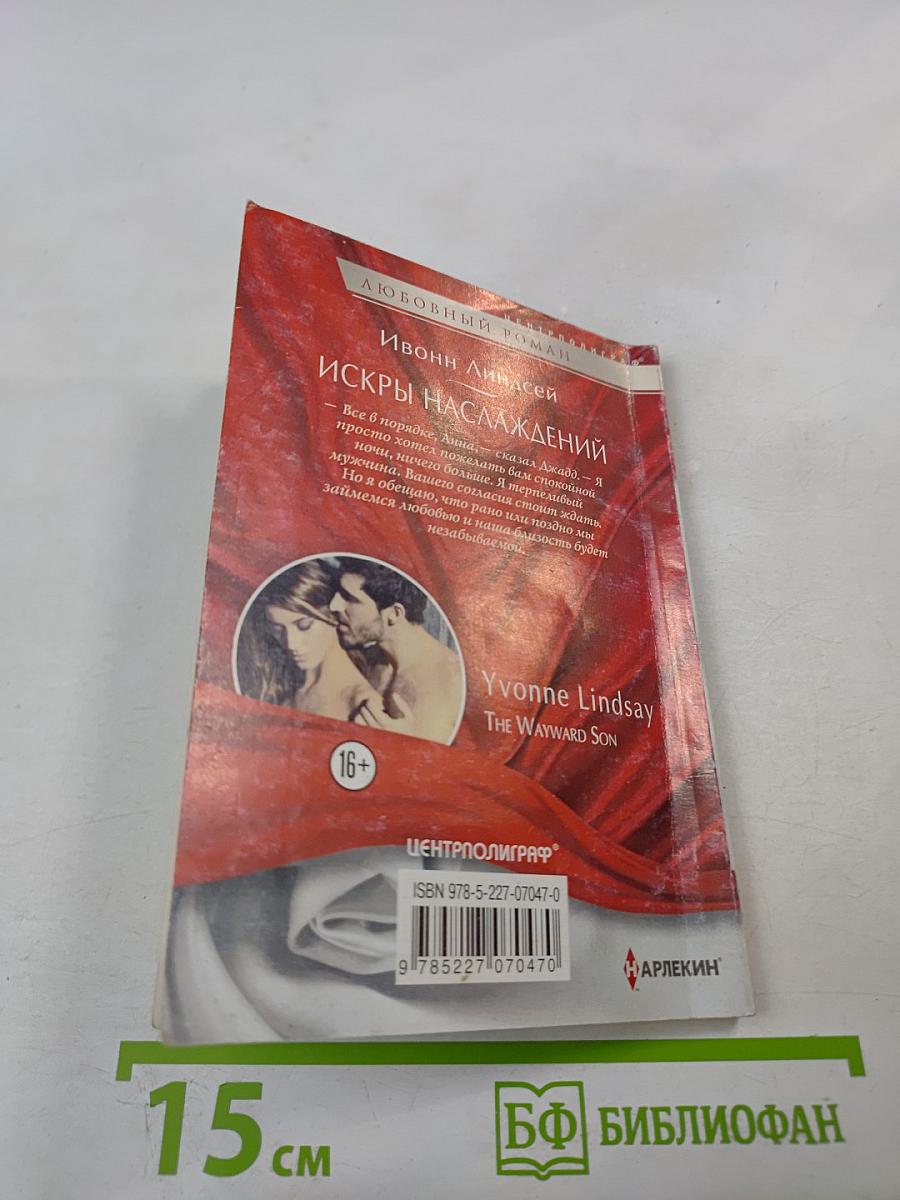 ЦЕНТРПОЛИГРАФ®
ЛЮБОВНЫЙ РОМАН
Ивонн Линдсей
ИСКРЫ НАСЛАЖДЕНИЙ
— Все в порядке, Анна, — сказал Джадд. — Я
просто хотел пожелать вам спокойной
ночи, ничего больше. Я терпеливый
мужчина. Вашего согласия стоит ждать.
Но я обещаю, что рано или поздно мы
займемся любовью и наша близость будет
незабываемой.
Yvonne Lindsay
THE WAYWARD SON
16+
ЦЕНТРПОЛИГРАФ®
ISBN 978-5-227-07047-0
9 785227 070470
АРЛЕКИН®
15 см
БФ БИБЛИОФАН